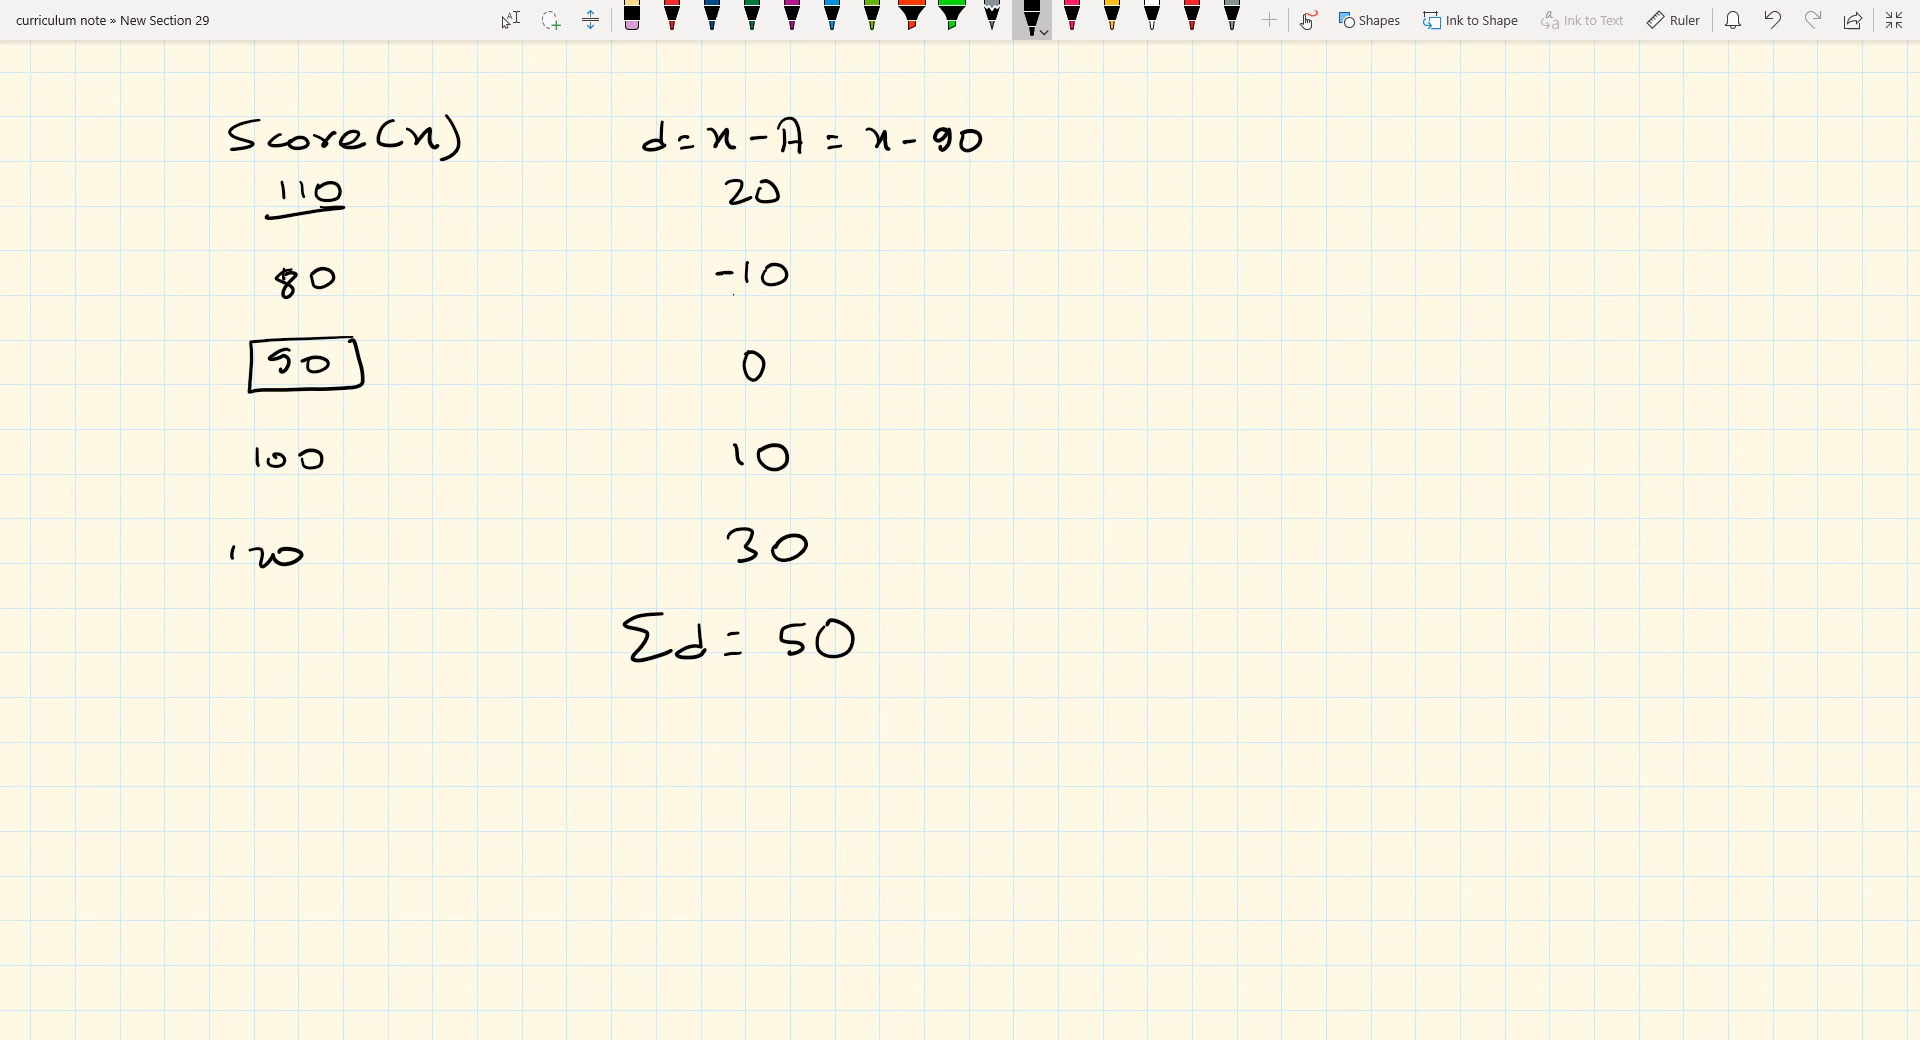 curriculum note » New Section 29
Shapes Ink to Shape Ink to Text Ruler
Score(x) d = x - A = x - 90
110 20
80 -10
90 0
100 10
120 30
Σd = 50